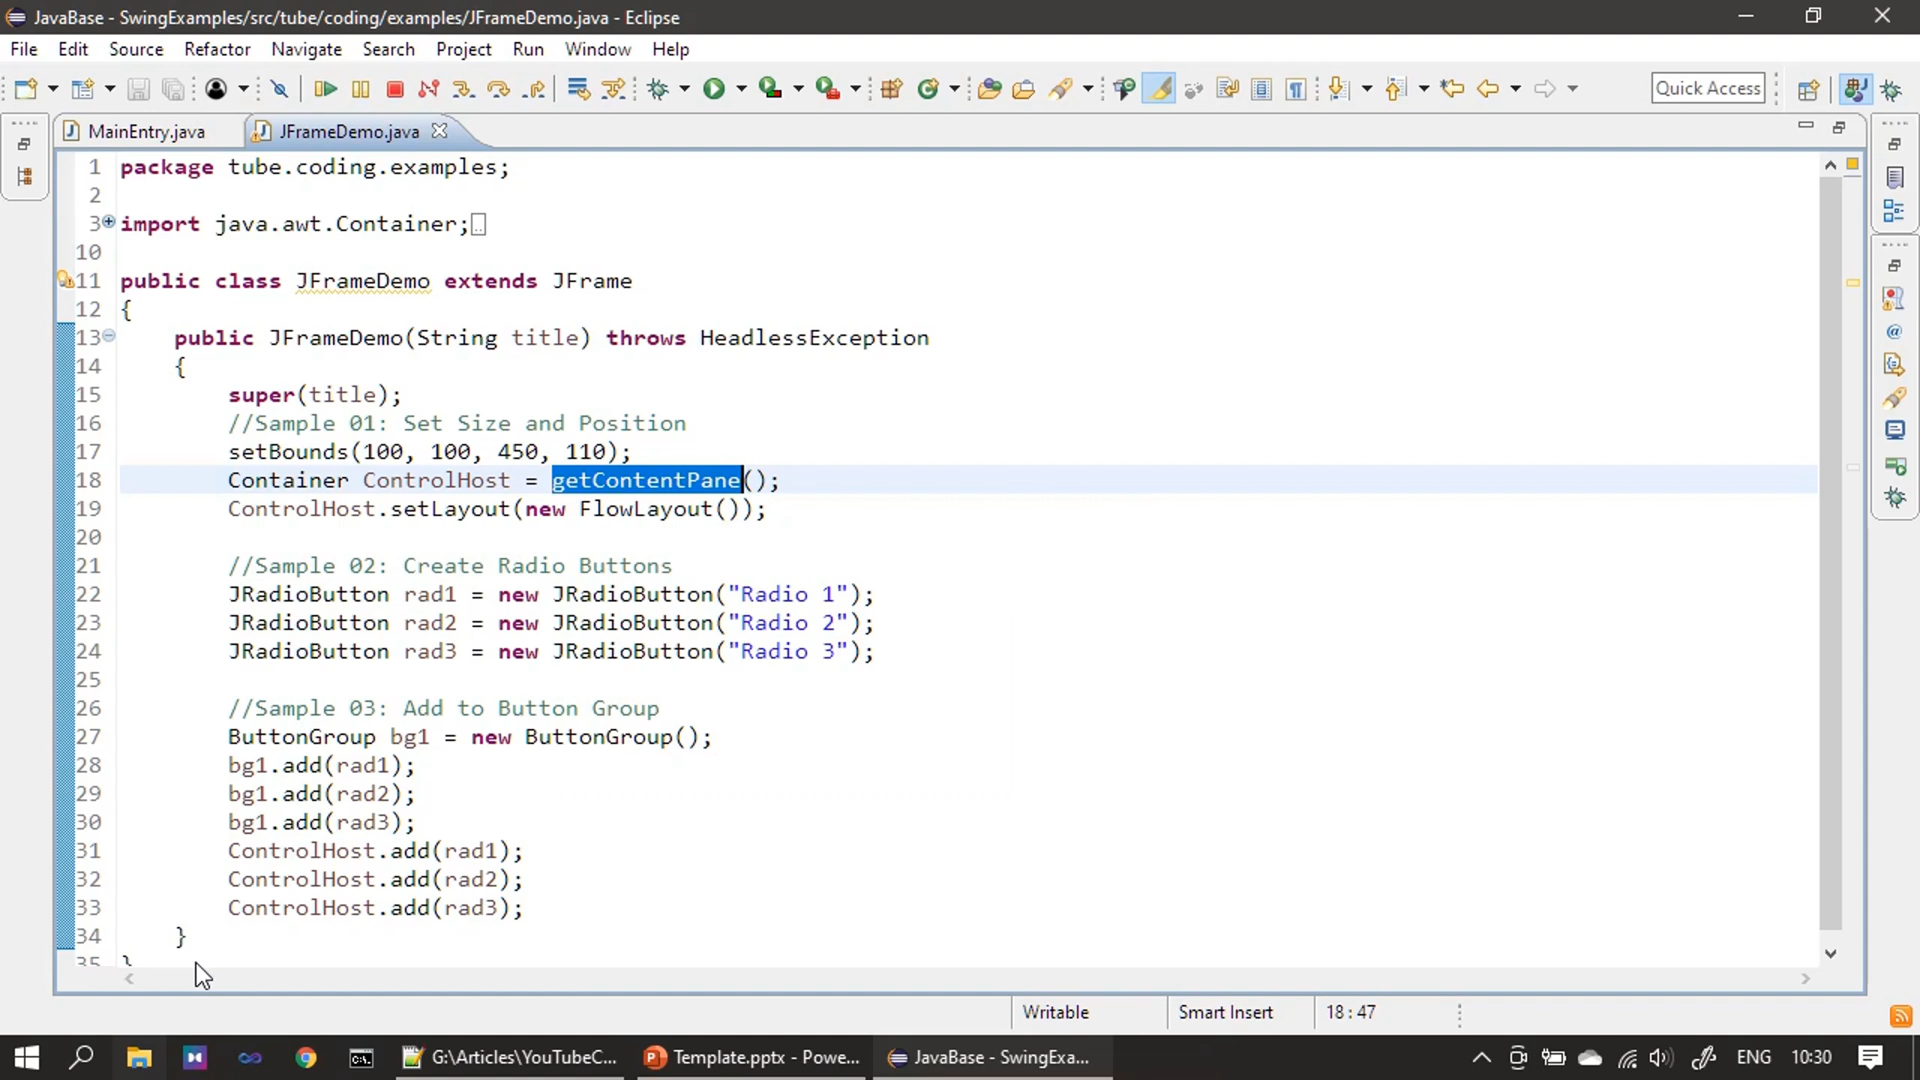 JavaBase - SwingExamples/src/tube/coding/examples/JFrameDemo.java - Eclipse
File Edit Source Refactor Navigate Search Project Run Window Help
Quick Access
MainEntry.java JFrameDemo.java
1 package tube.coding.examples;
2
3 import java.awt.Container;
10
11 public class JFrameDemo extends JFrame
12 {
13 public JFrameDemo(String title) throws HeadlessException
14 {
15 super(title);
16 //Sample 01: Set Size and Position
17 setBounds(100, 100, 450, 110);
18 Container ControlHost = getContentPane();
19 ControlHost.setLayout(new FlowLayout());
20
21 //Sample 02: Create Radio Buttons
22 JRadioButton rad1 = new JRadioButton("Radio 1");
23 JRadioButton rad2 = new JRadioButton("Radio 2");
24 JRadioButton rad3 = new JRadioButton("Radio 3");
25
26 //Sample 03: Add to Button Group
27 ButtonGroup bg1 = new ButtonGroup();
28 bg1.add(rad1);
29 bg1.add(rad2);
30 bg1.add(rad3);
31 ControlHost.add(rad1);
32 ControlHost.add(rad2);
33 ControlHost.add(rad3);
34 }
35 }
Writable Smart Insert 18:47
G:\Articles\YouTubeC... Template.pptx - Powe... JavaBase - SwingExa... ENG 10:30